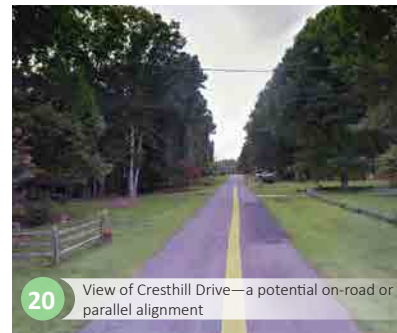 20
View of Cresthill Drive—a potential on-road or
parallel alignment